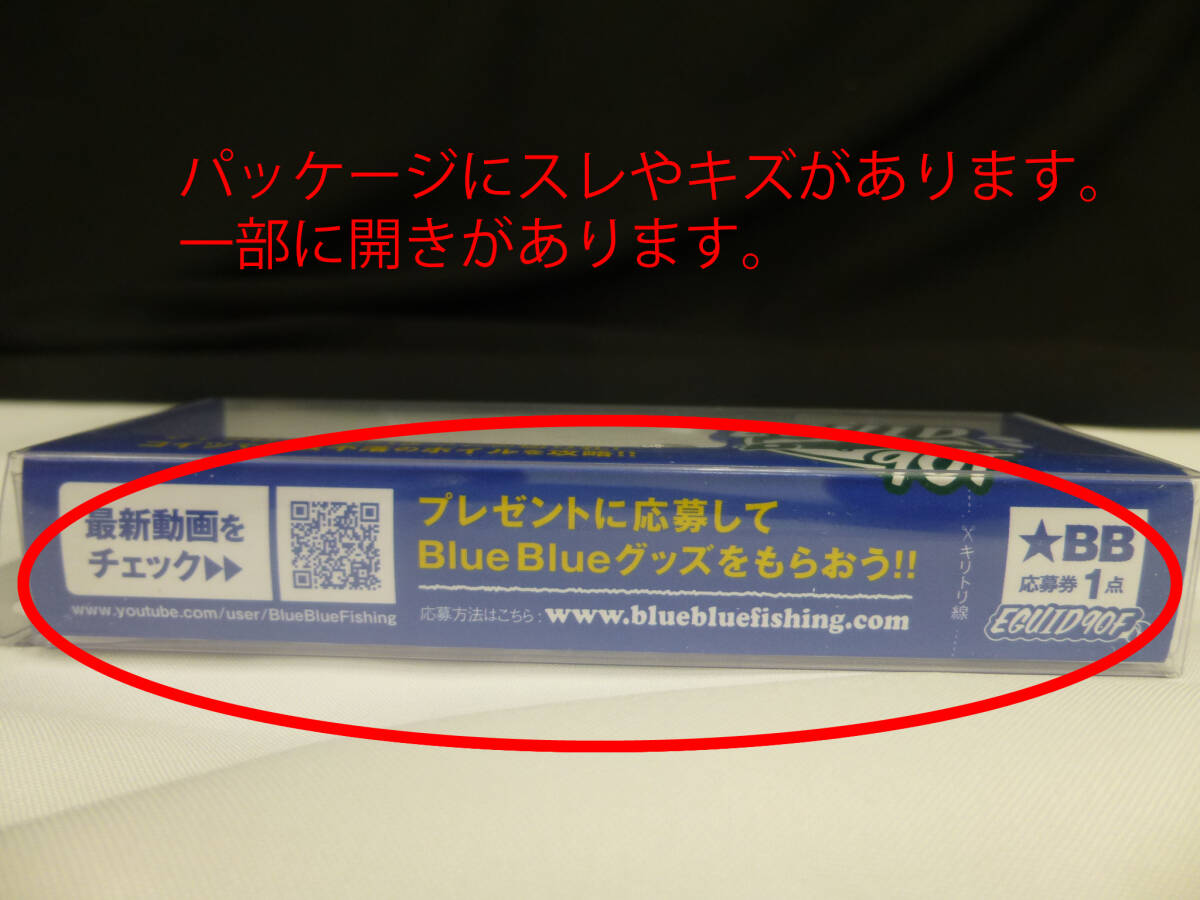 パッケージにスレやキズがあります。
一部に開きがあります。
最新動画を
チェック▶▶
www.youtube.com/user/BlueBlueFishing
プレゼントに応募して
Blue Blueグッズをもらおう!!
応募方法はこちら：www.bluebluefishing.com
キリトリ線
★BB
応募券 1点
EGUID90F